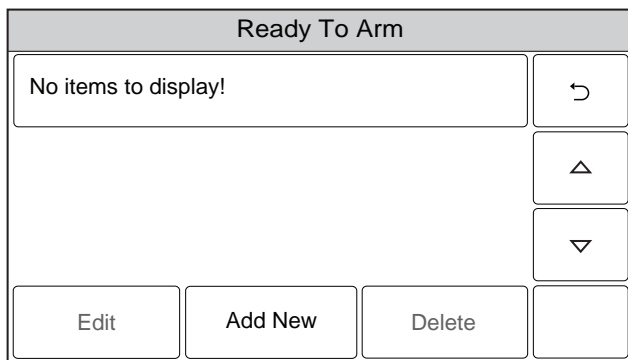 Ready To Arm
No items to display!
Edit
Add New
Delete